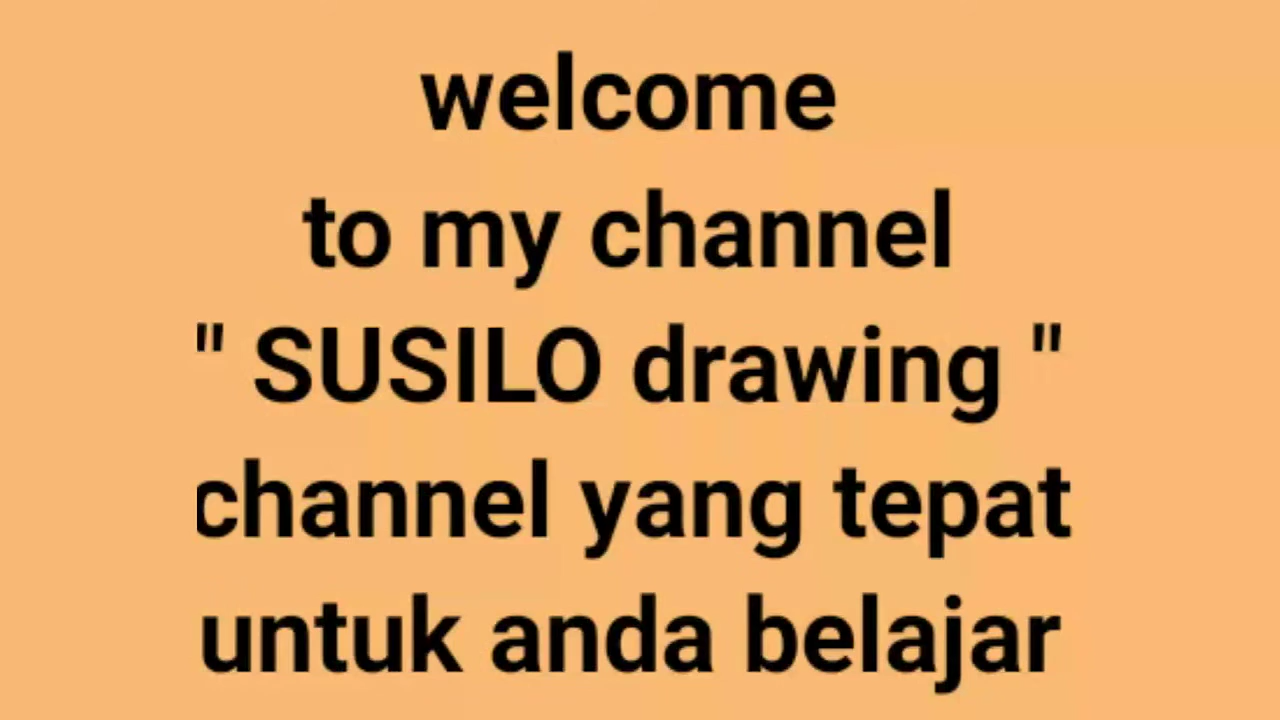 welcome
to my channel
" SUSILO drawing "
channel yang tepat
untuk anda belajar